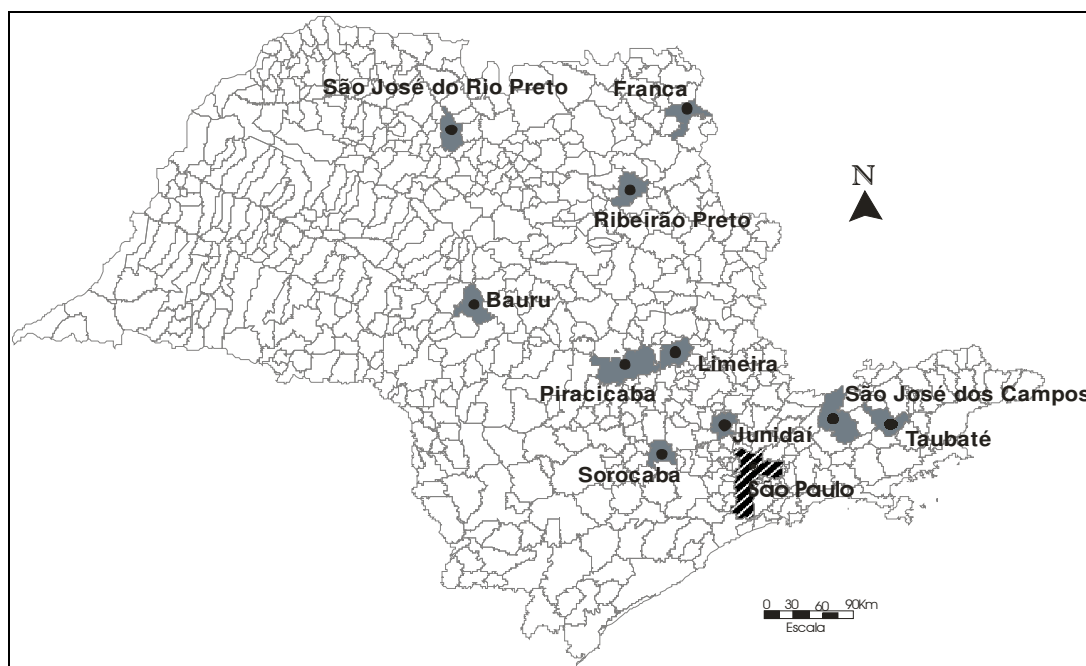 São José do Rio Preto
Franca
N
Ribeirão Preto
Bauru
Limeira
Piracicaba
São José dos Campos
Junidaí
Taubaté
Sorocaba
São Paulo
0 30 60 90Km
Escala